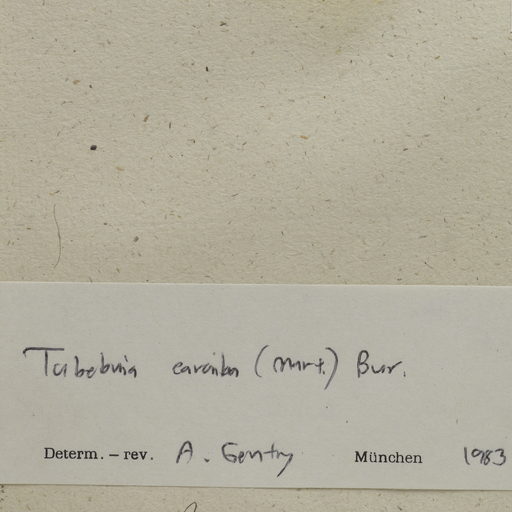 Tabebuia caraiba (Mart.) Bur.
Determ. – rev. A. Gentry München 1983